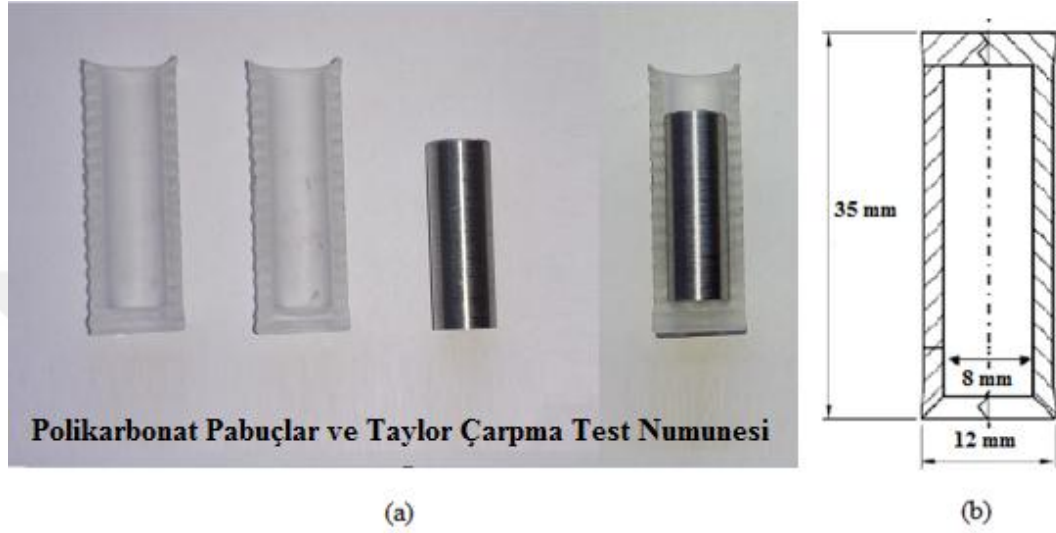 35 mm
8 mm
12 mm
Polikarbonat Pabuçlar ve Taylor Çarpma Test Numunesi
(a)
(b)